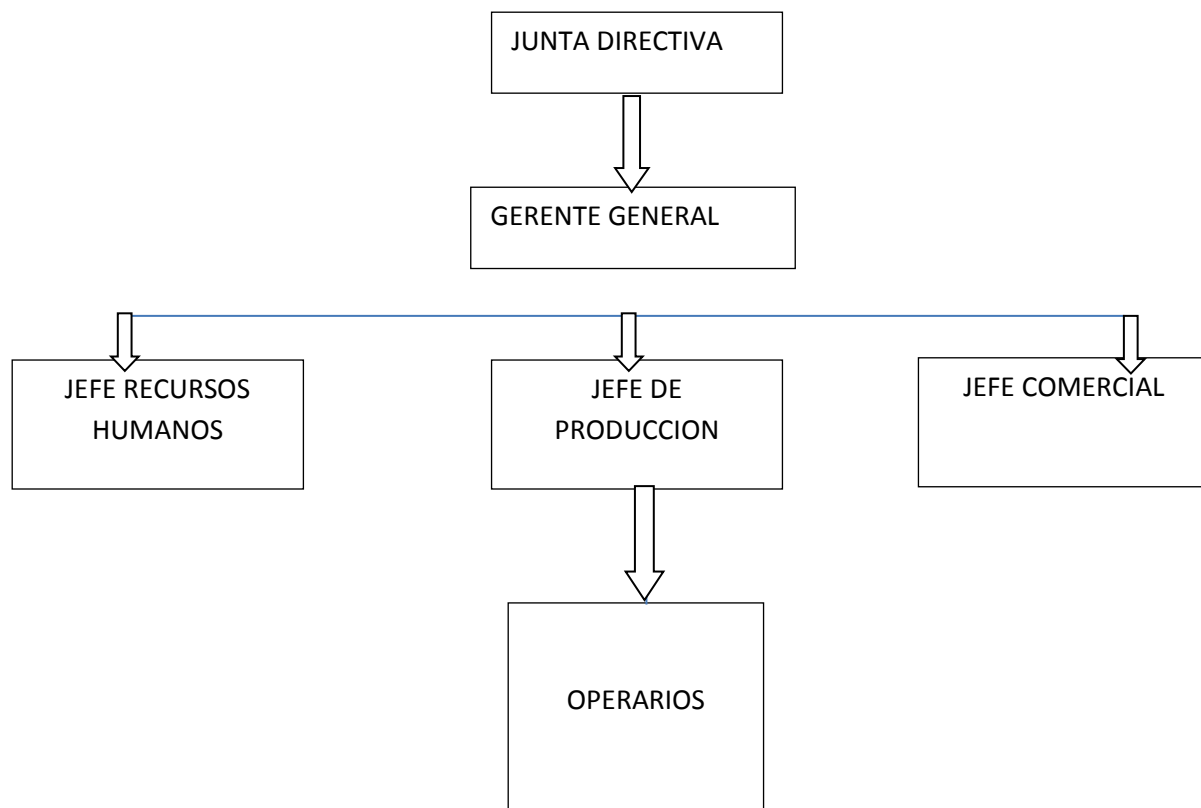 JUNTA DIRECTIVA
GERENTE GENERAL
JEFE RECURSOS
HUMANOS
JEFE DE
PRODUCCION
JEFE COMERCIAL
OPERARIOS